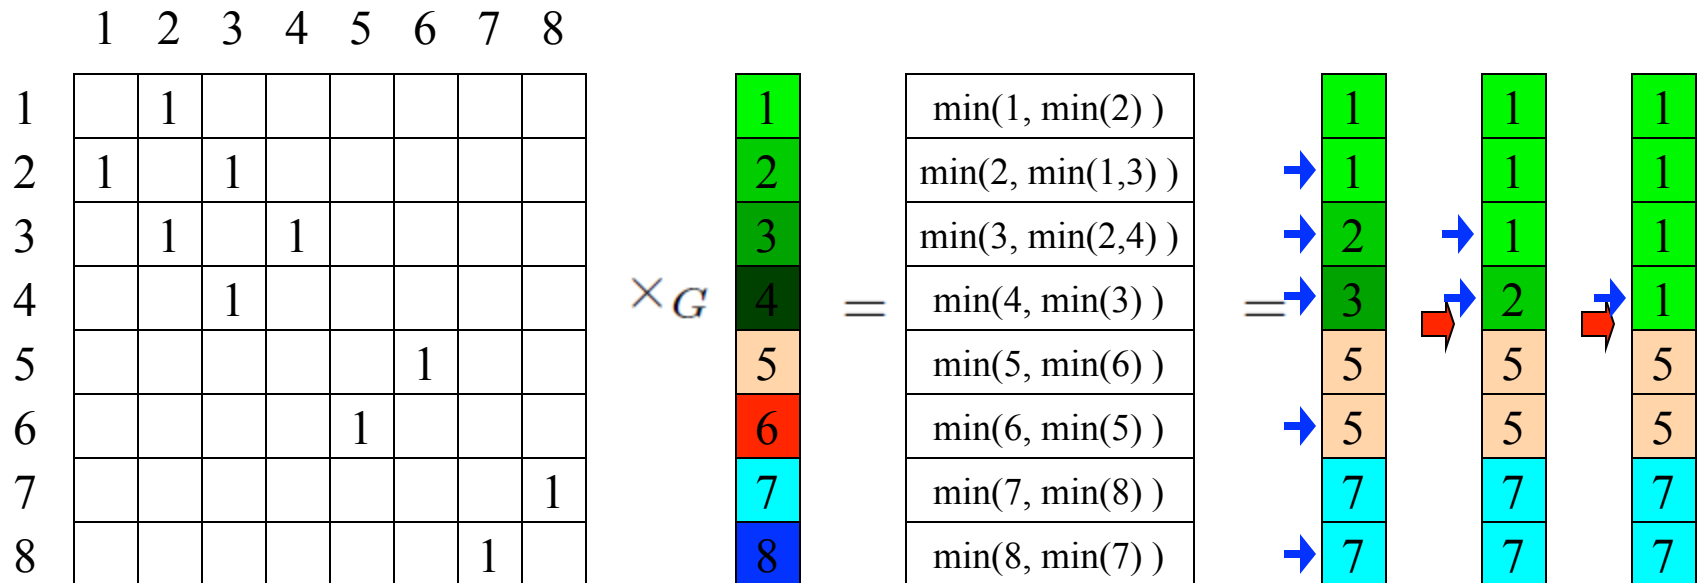 1 2 3 4 5 6 7 8
1 1 1 min(1, min(2) ) 1 1 1
2 1 1 2 min(2, min(1,3) ) 1 1 1
3 1 1 3 min(3, min(2,4) ) 2 1 1
4 1 ×G 4 = min(4, min(3) ) = 3 2 1
5 1 5 min(5, min(6) ) 5 5 5
6 1 6 min(6, min(5) ) 5 5 5
7 1 7 min(7, min(8) ) 7 7 7
8 1 8 min(8, min(7) ) 7 7 7